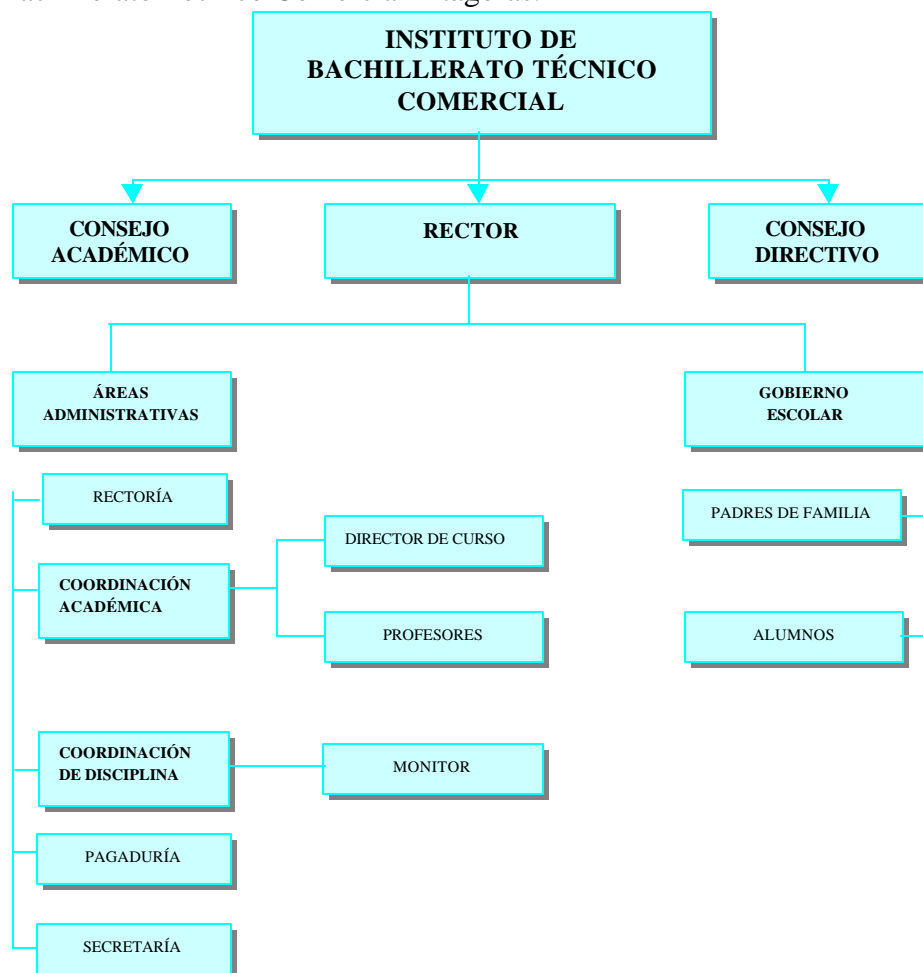 INSTITUTO DE
BACHILLERATO TÉCNICO
COMERCIAL
CONSEJO
ACADÉMICO
RECTOR
CONSEJO
DIRECTIVO
ÁREAS
ADMINISTRATIVAS
GOBIERNO
ESCOLAR
RECTORÍA
PADRES DE FAMILIA
DIRECTOR DE CURSO
COORDINACIÓN
ACADÉMICA
PROFESORES
ALUMNOS
COORDINACIÓN
DE DISCIPLINA
MONITOR
PAGADURÍA
SECRETARÍA